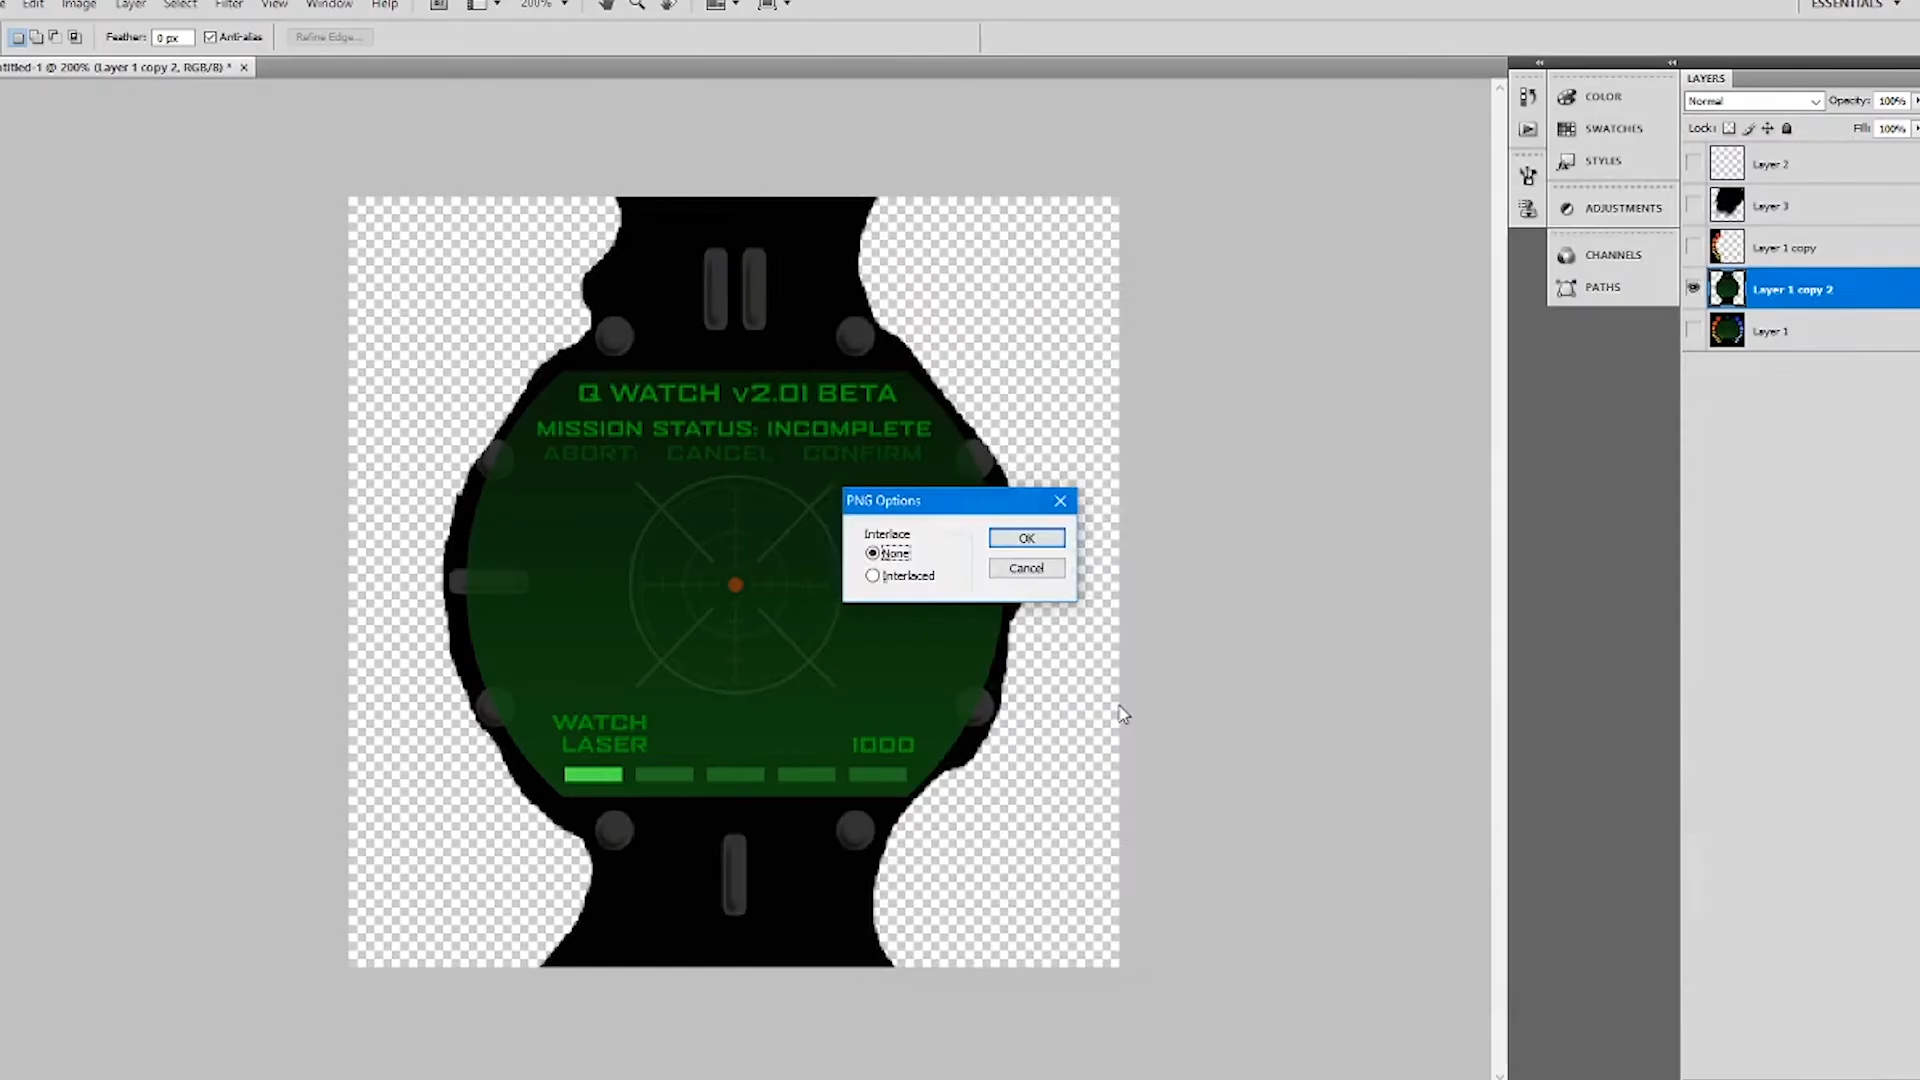 Edit Image Layer Select Filter View Window Help 200% ESSENTIALS
Feather: 0 px Anti-alias Refine Edge...
ntitled-1 @ 200% (Layer 1 copy 2, RGB/8) *
LAYERS
Normal Opacity: 100%
Lock: Fill: 100%
COLOR
SWATCHES
STYLES
ADJUSTMENTS
CHANNELS
PATHS
Layer 2
Layer 3
Layer 1 copy
Layer 1 copy 2
Layer 1
Q WATCH v2.01 BETA
MISSION STATUS: INCOMPLETE
ABORT: CANCEL CONFIRM
PNG Options
Interlace
None
Interlaced
OK
Cancel
WATCH
LASER
1000